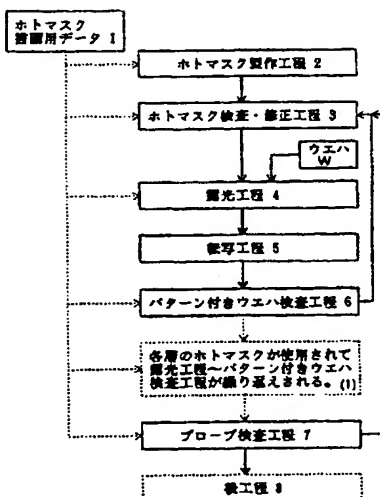 ホトマスク
描画用データ 1
ホトマスク製作工程 2
ホトマスク検査・修正工程 3
ウエハ
W
露光工程 4
転写工程 5
パターン付きウエハ検査工程 6
各層のホトマスクが使用されて
露光工程～パターン付きウエハ
検査工程が繰り返えされる。(1)
プローブ検査工程 7
後工程 8